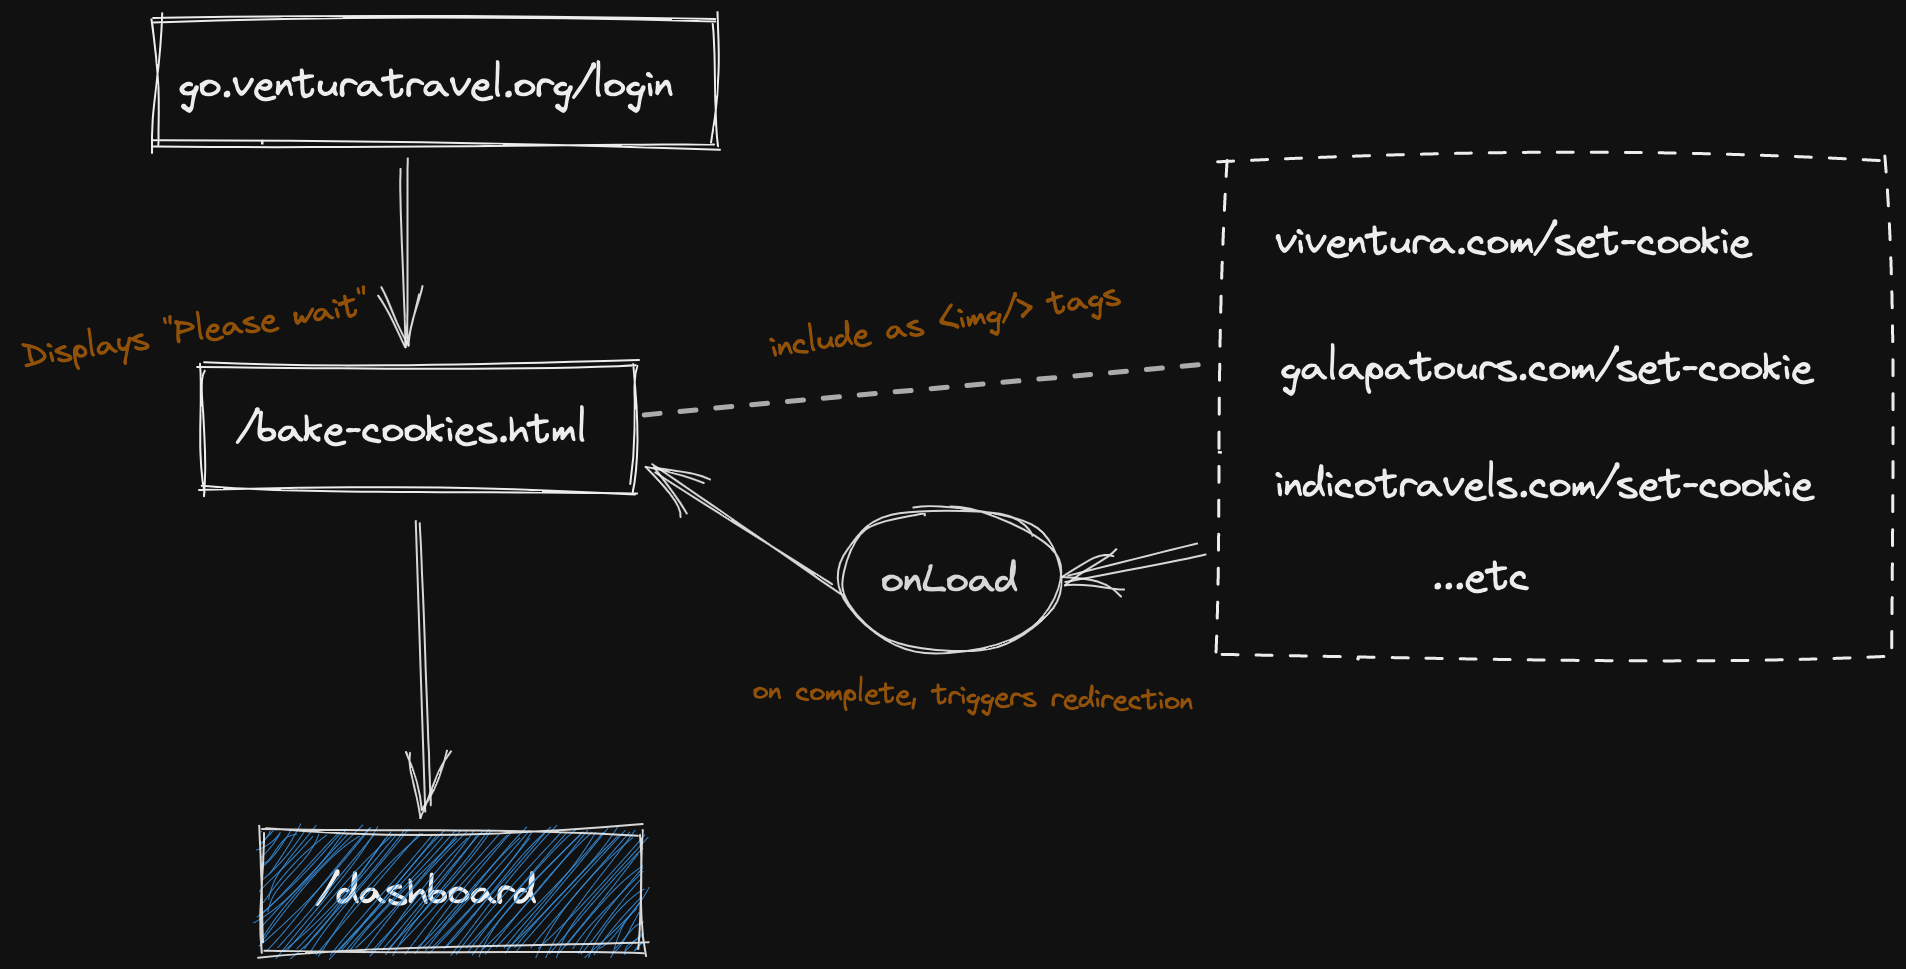 go.venturatravel.org/login
Displays "Please wait"
/bake-cookies.html
include as <img/> tags
viventura.com/set-cookie
galapatours.com/set-cookie
indicotravels.com/set-cookie
...etc
onLoad
on complete, triggers redirection
/dashboard